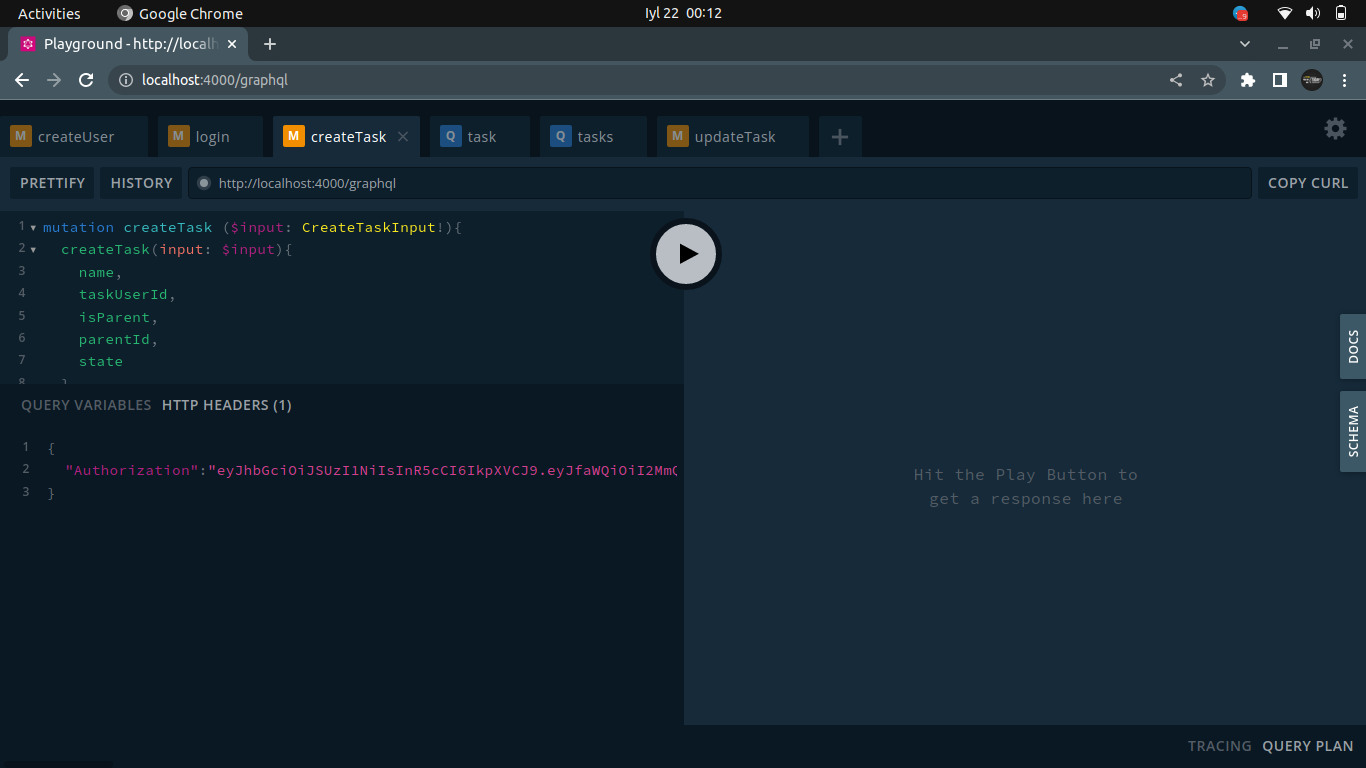 Activities
Google Chrome
Iyl 22 00:12
9
Playground - http://localh
localhost:4000/graphql
M createUser
M login
M createTask
Q task
Q tasks
M updateTask
PRETTIFY
HISTORY
http://localhost:4000/graphql
COPY CURL
1 mutation createTask ($input: CreateTaskInput!){
2 createTask(input: $input){
3 name,
4 taskUserId,
5 isParent,
6 parentId,
7 state
8 }
QUERY VARIABLES
HTTP HEADERS (1)
1 {
2 "Authorization":"eyJhbGciOiJSUzI1NiIsInR5cCI6IkpXVCJ9.eyJfaWQiOiI2MmQ
3 }
Hit the Play Button to
get a response here
DOCS
SCHEMA
TRACING
QUERY PLAN